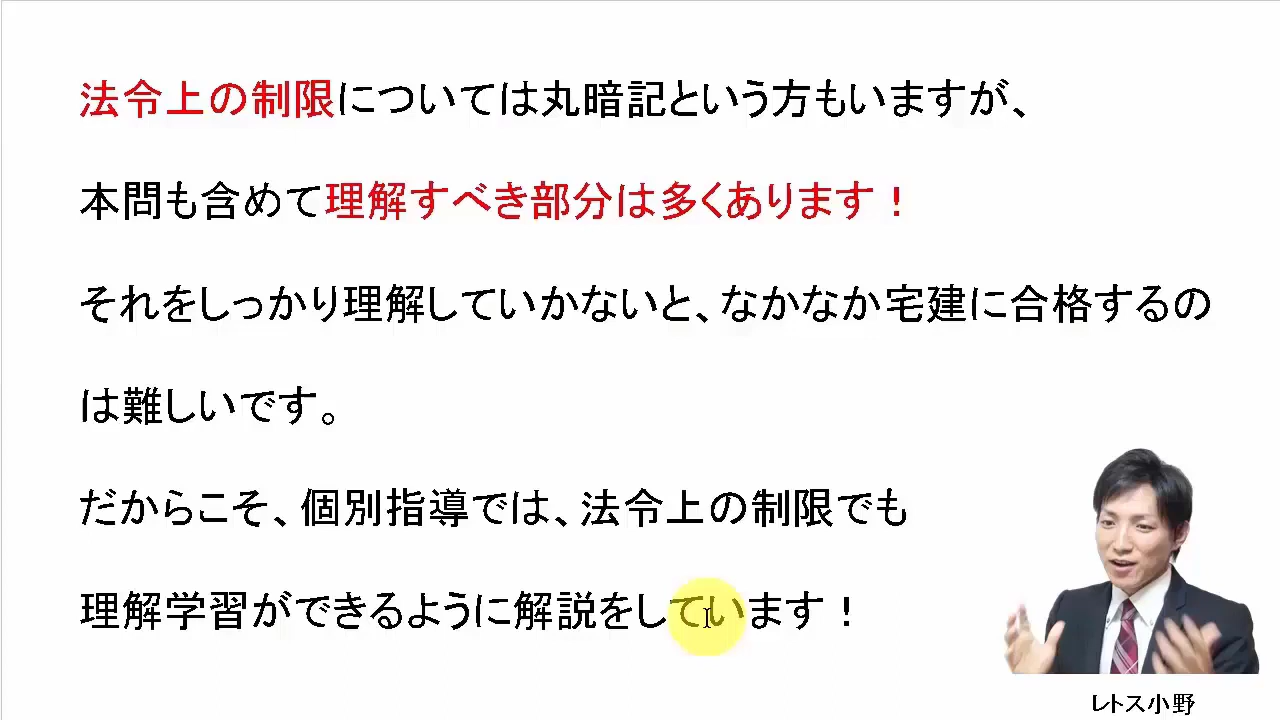 法令上の制限については丸暗記という方もいますが、
本問も含めて理解すべき部分は多くあります！
それをしっかり理解していかないと、なかなか宅建に合格するの
は難しいです。
だからこそ、個別指導では、法令上の制限でも
理解学習ができるように解説をしています！
レトス小野